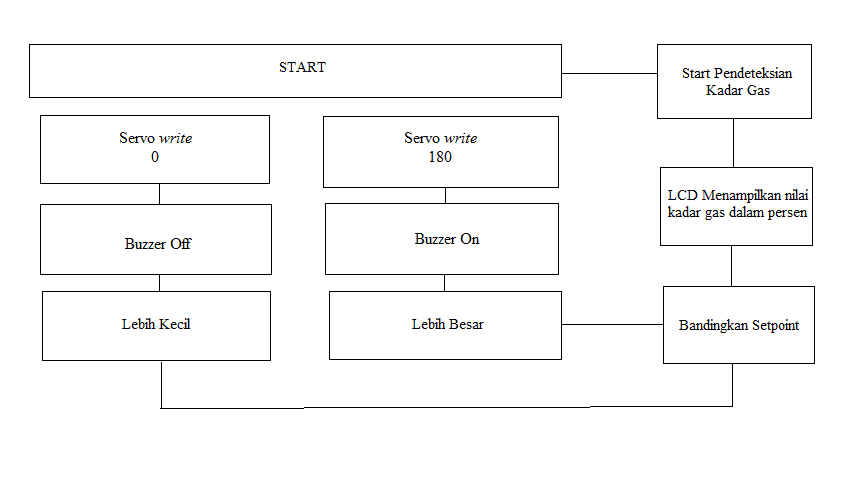 START
Start Pendeteksian
Kadar Gas
Servo write
0
Servo write
180
LCD Menampilkan nilai
kadar gas dalam persen
Buzzer Off
Buzzer On
Lebih Kecil
Lebih Besar
Bandingkan Setpoint